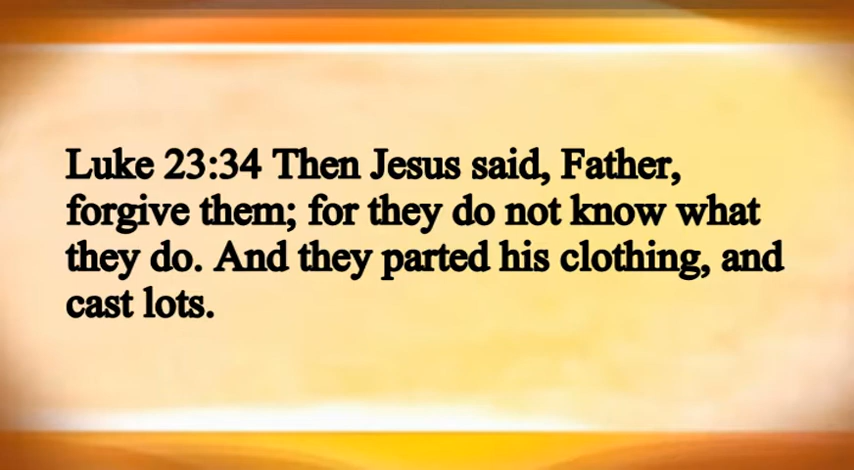 Luke 23:34 Then Jesus said, Father,
forgive them; for they do not know what
they do. And they parted his clothing, and
cast lots.